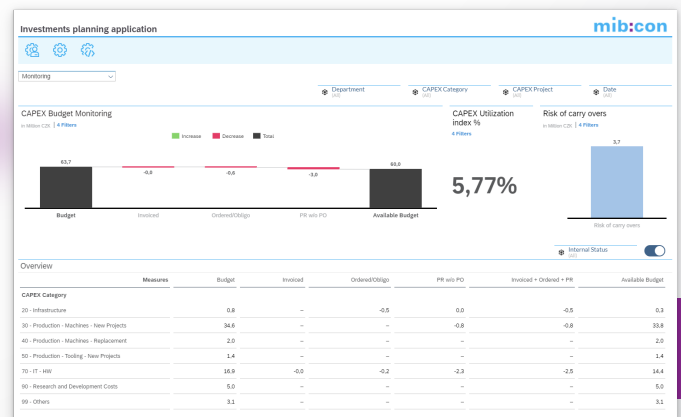 Investments planning application
mib:con
Monitoring
Department
(All)
CAPEX Category
(All)
CAPEX Project
(All)
Date
(All)
CAPEX Budget Monitoring
in Million CZK | 4 Filters
Increase Decrease Total
63,7
-0,0
-0,6
-3,0
60,0
Budget Invoiced Ordered/Obligo PR w/o PO Available Budget
CAPEX Utilization
index %
4 Filters
5,77%
Risk of carry overs
in Million CZK | 4 Filters
3,7
Risk of carry overs
Internal Status
(All)
Overview
Measures Budget Invoiced Ordered/Obligo PR w/o PO Invoiced + Ordered + PR Available Budget
CAPEX Category
20 - Infrastructure 0,8 – -0,5 0,0 -0,5 0,3
30 - Production - Machines - New Projects 34,6 – – -0,8 -0,8 33,8
40 - Production - Machines - Replacement 2,0 – – – – 2,0
50 - Production - Tooling - New Projects 1,4 – – – – 1,4
70 - IT - HW 16,9 -0,0 -0,2 -2,3 -2,5 14,4
90 - Research and Development Costs 5,0 – – – – 5,0
99 - Others 3,1 – – – – 3,1